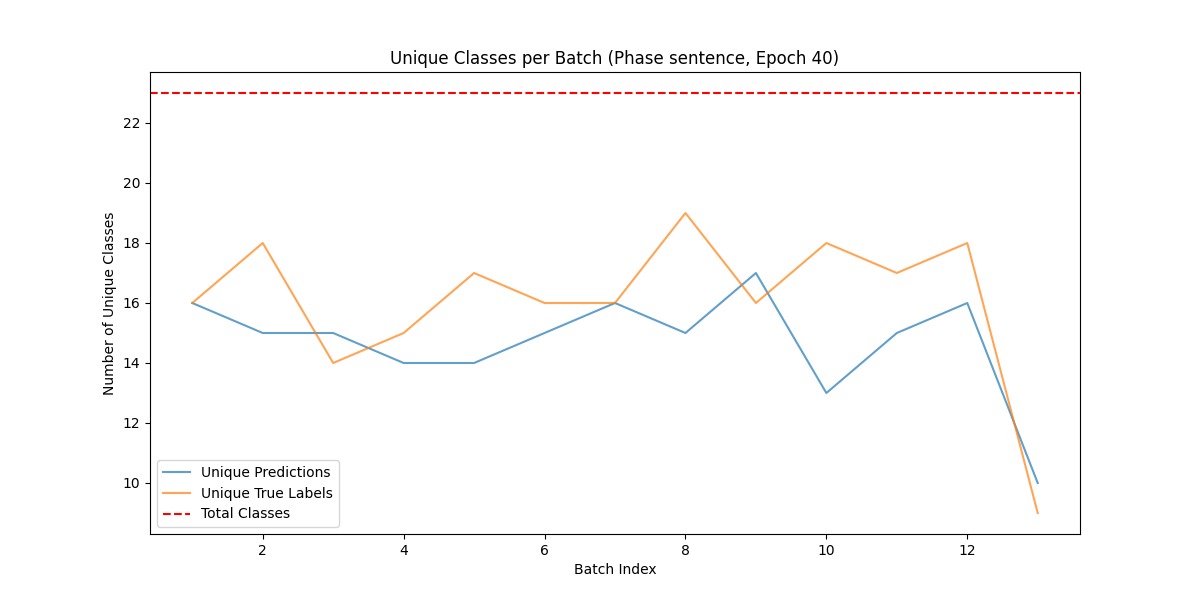 Unique Classes per Batch (Phase sentence, Epoch 40)
Number of Unique Classes
22
20
18
16
14
12
10
Unique Predictions
Unique True Labels
Total Classes
2 4 6 8 10 12
Batch Index